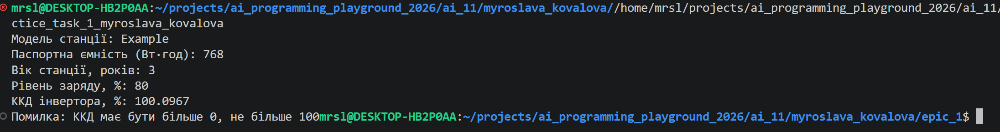 mrsl@DESKTOP-HB2P0AA:~/projects/ai_programming_playground_2026/ai_11/myroslava_kovalova//home/mrsl/projects/ai_programming_playground_2026/ai_11/
ctice_task_1_myroslava_kovalova
Модель станції: Example
Паспортна ємність (Вт·год): 768
Вік станції, років: 3
Рівень заряду, %: 80
ККД інвертора, %: 100.0967
Помилка: ККД має бути більше 0, не більше 100mrsl@DESKTOP-HB2P0AA:~/projects/ai_programming_playground_2026/ai_11/myroslava_kovalova/epic_1$